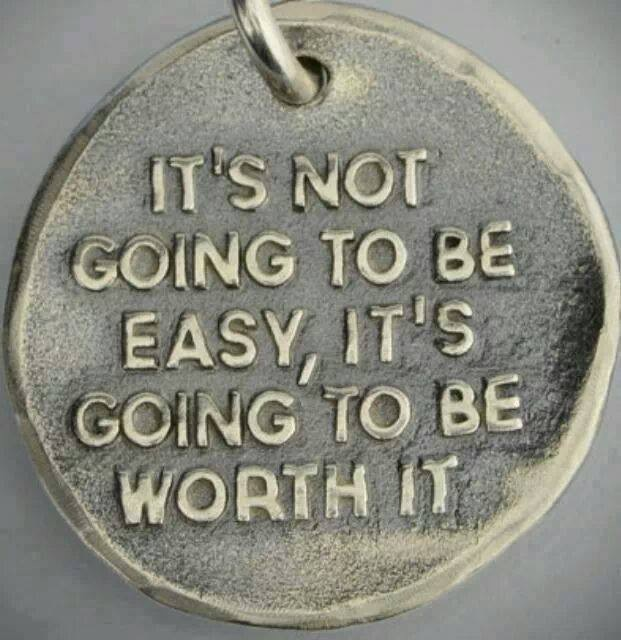 IT'S NOT
GOING TO BE
EASY, IT'S
GOING TO BE
WORTH IT